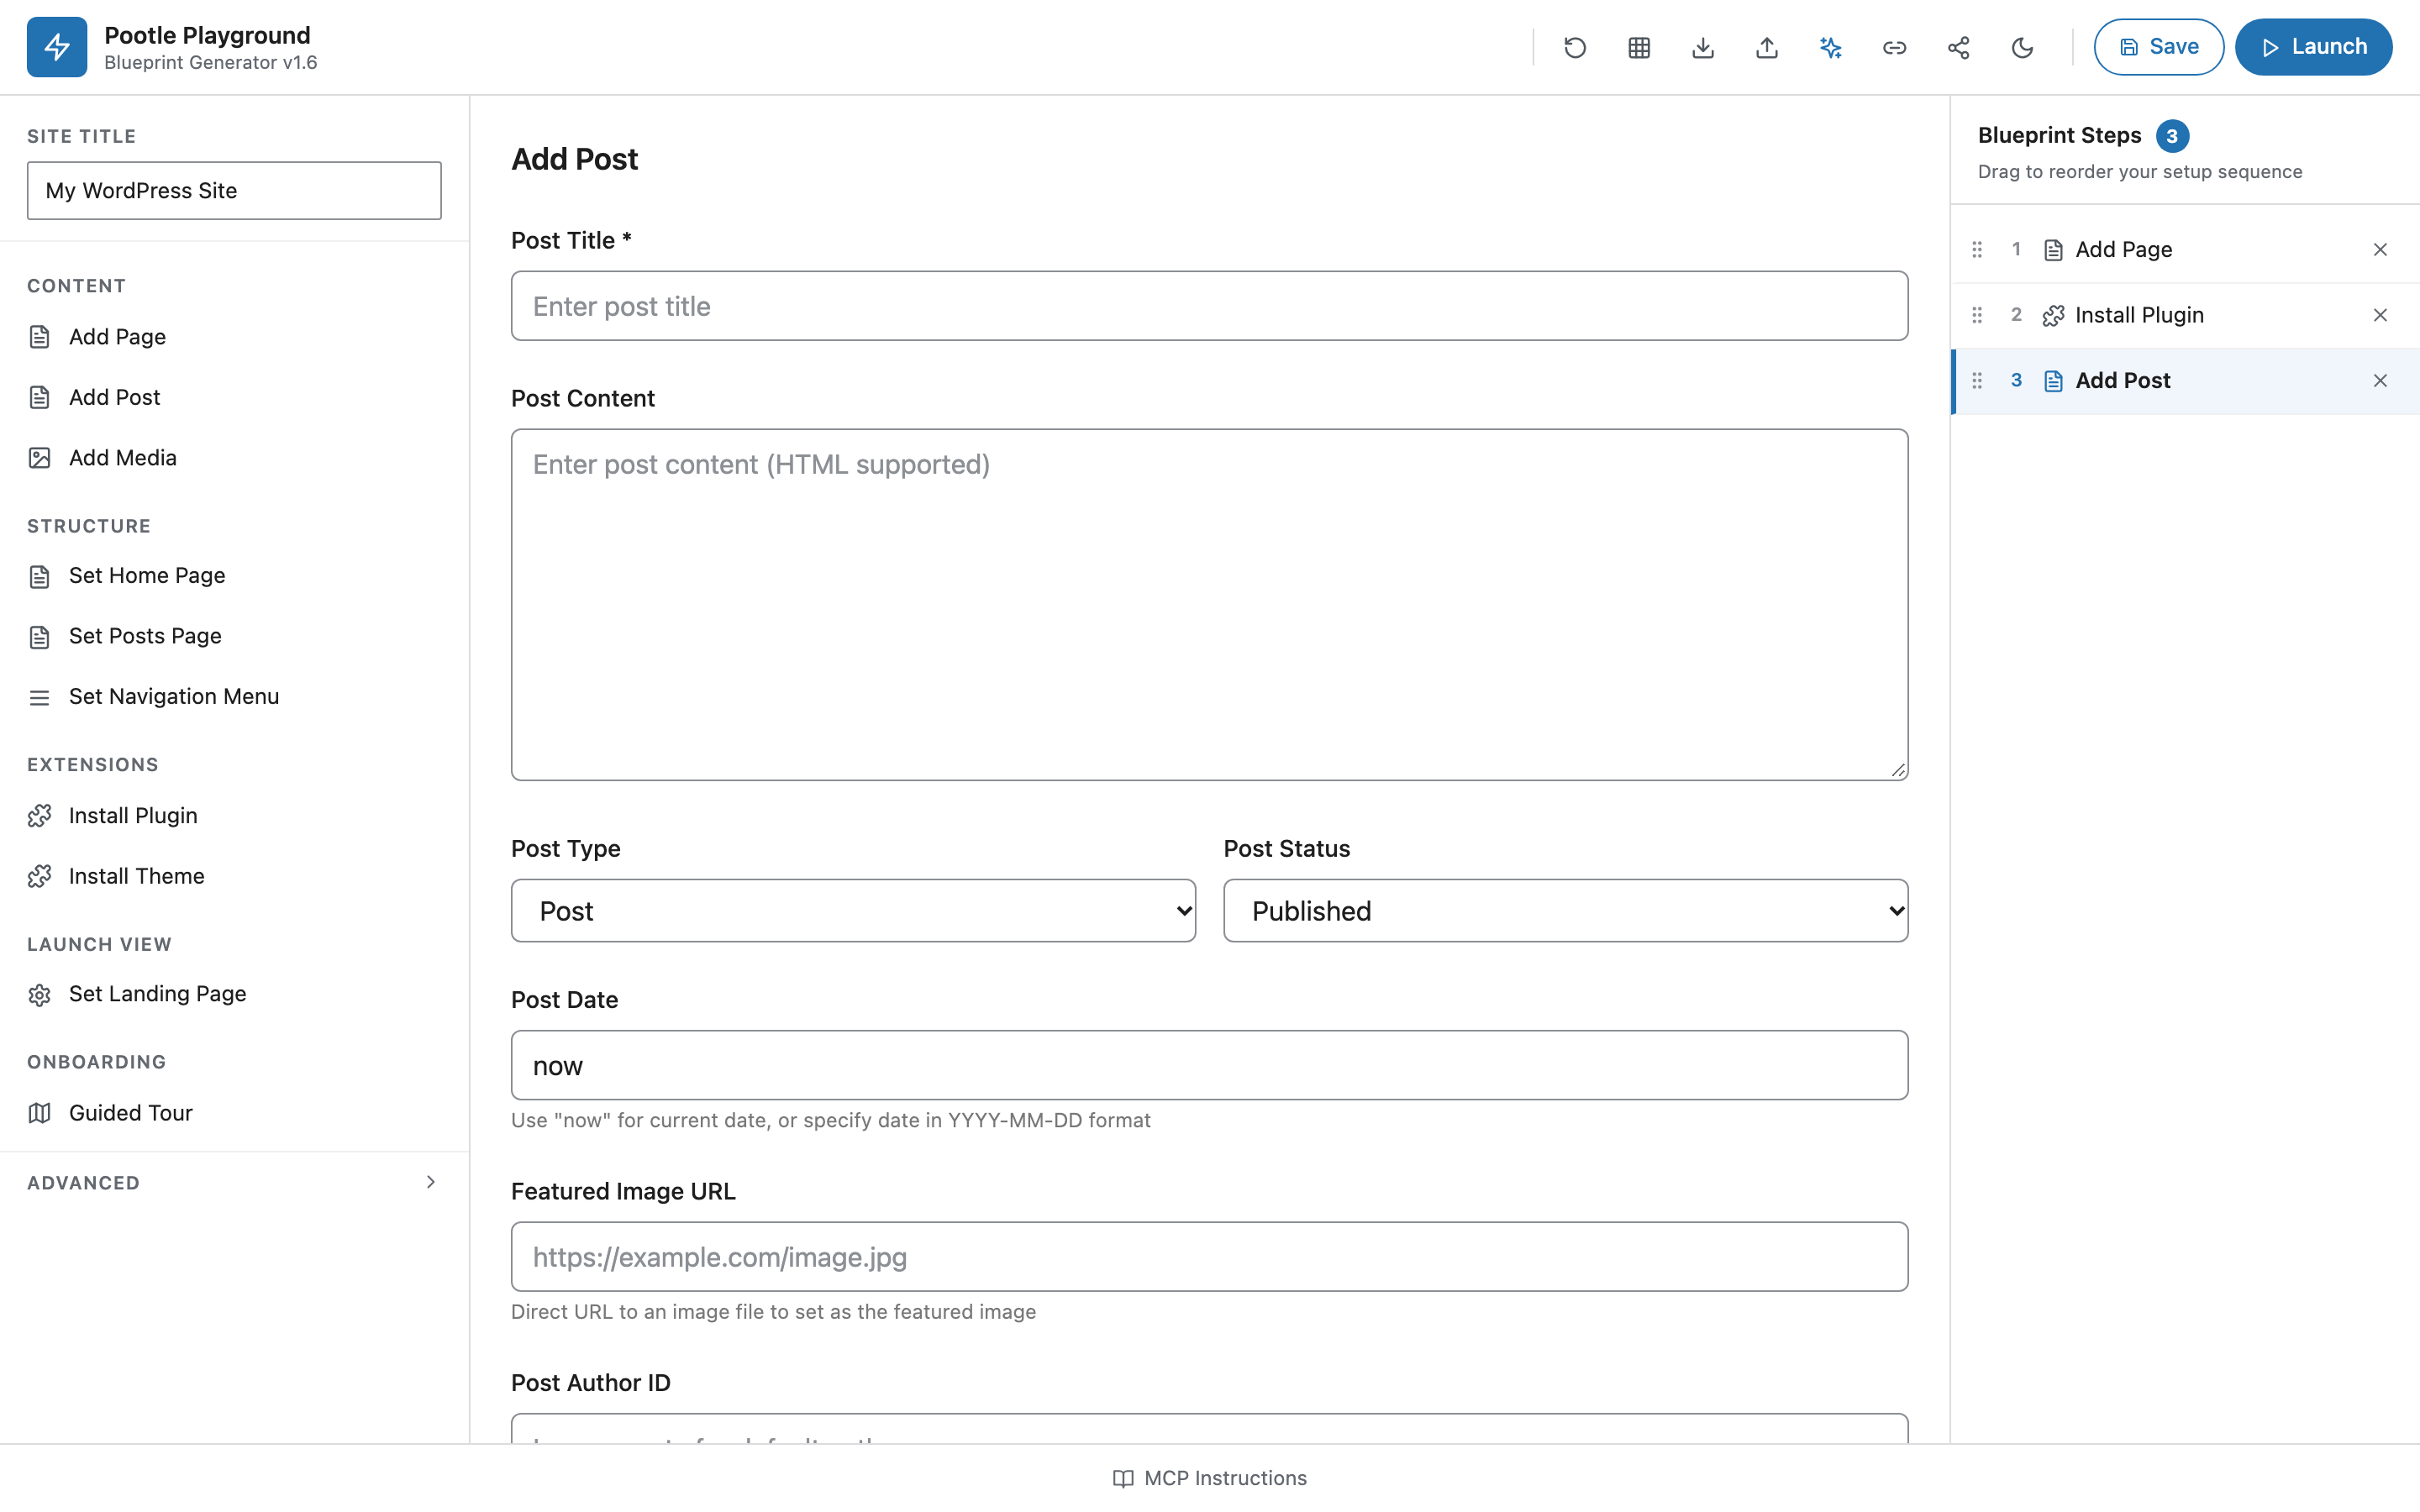 Pootle Playground
Blueprint Generator v1.6
Save
Launch
SITE TITLE
My WordPress Site
CONTENT
Add Page
Add Post
Add Media
STRUCTURE
Set Home Page
Set Posts Page
Set Navigation Menu
EXTENSIONS
Install Plugin
Install Theme
LAUNCH VIEW
Set Landing Page
ONBOARDING
Guided Tour
ADVANCED
Add Post
Post Title *
Enter post title
Post Content
Enter post content (HTML supported)
Post Type
Post Status
Post
Published
Post Date
now
Use "now" for current date, or specify date in YYYY-MM-DD format
Featured Image URL
https://example.com/image.jpg
Direct URL to an image file to set as the featured image
Post Author ID
Blueprint Steps 3
Drag to reorder your setup sequence
1 Add Page
2 Install Plugin
3 Add Post
MCP Instructions